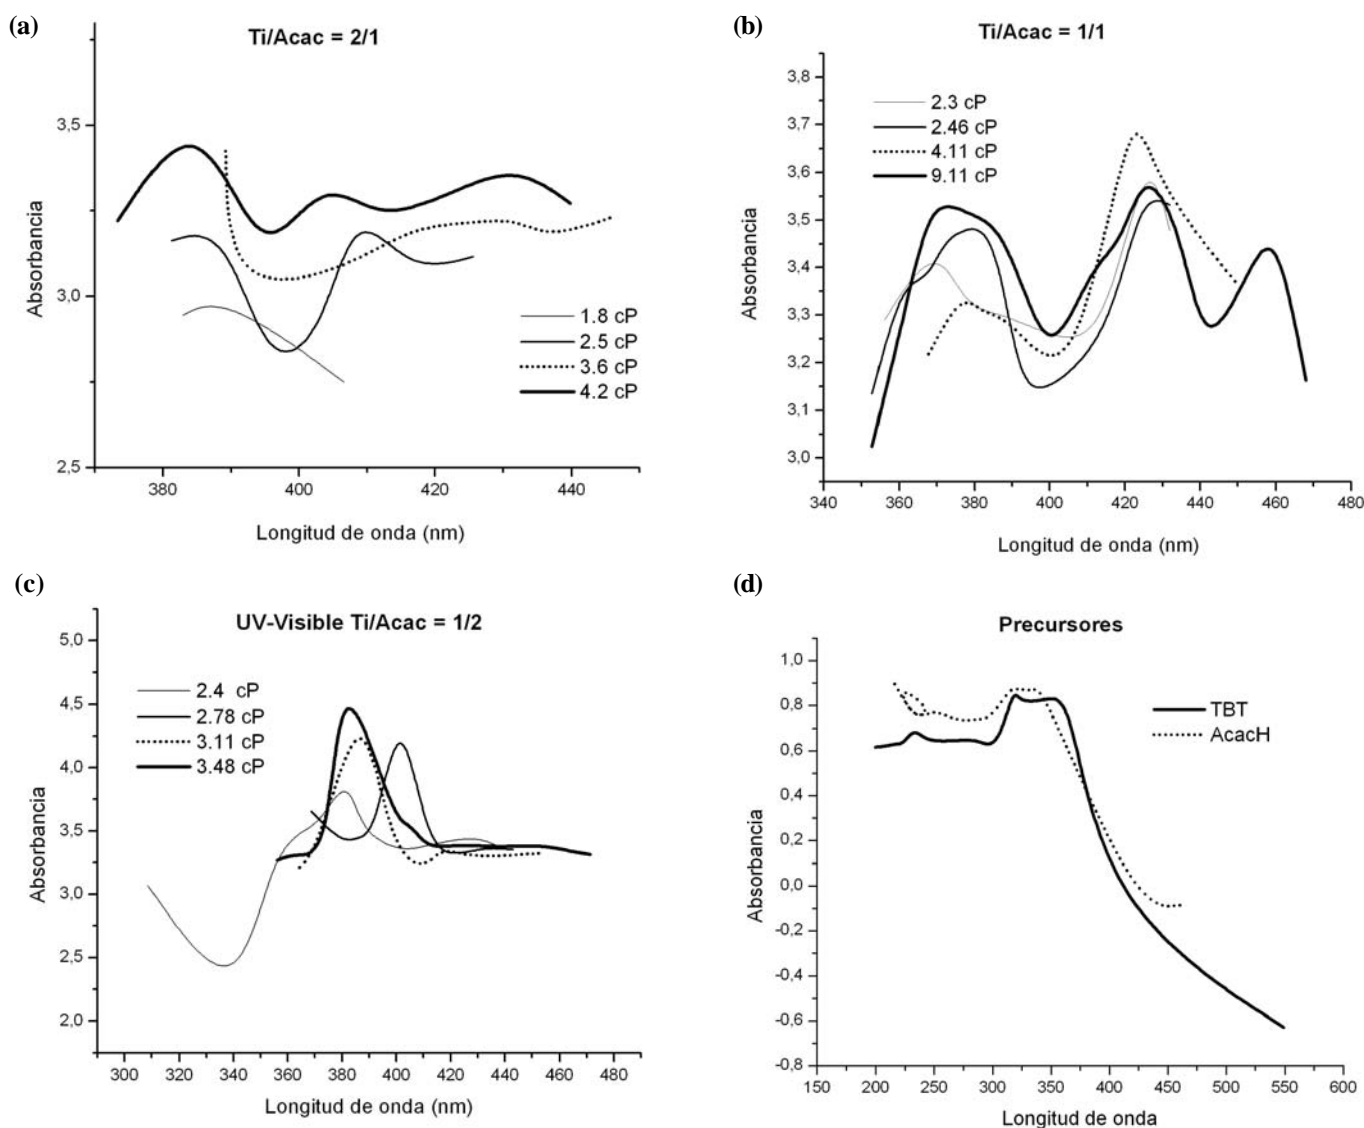 (a)
Ti/Acac = 2/1
Absorbancia
3,5
3,0
2,5
1.8 cP
2.5 cP
3.6 cP
4.2 cP
380 400 420 440
Longitud de onda (nm)
(b)
Ti/Acac = 1/1
Absorbancia
3,8
3,7
3,6
3,5
3,4
3,3
3,2
3,1
3,0
2.3 cP
2.46 cP
4.11 cP
9.11 cP
340 360 380 400 420 440 460 480
Longitud de onda (nm)
(c)
UV-Visible Ti/Acac = 1/2
Absorbancia
5,0
4,5
4,0
3,5
3,0
2,5
2,0
2.4 cP
2.78 cP
3.11 cP
3.48 cP
300 320 340 360 380 400 420 440 460 480
Longitud de onda (nm)
(d)
Precursores
Absorbancia
1,0
0,8
0,6
0,4
0,2
0,0
-0,2
-0,4
-0,6
-0,8
TBT
AcacH
150 200 250 300 350 400 450 500 550 600
Longitud de onda